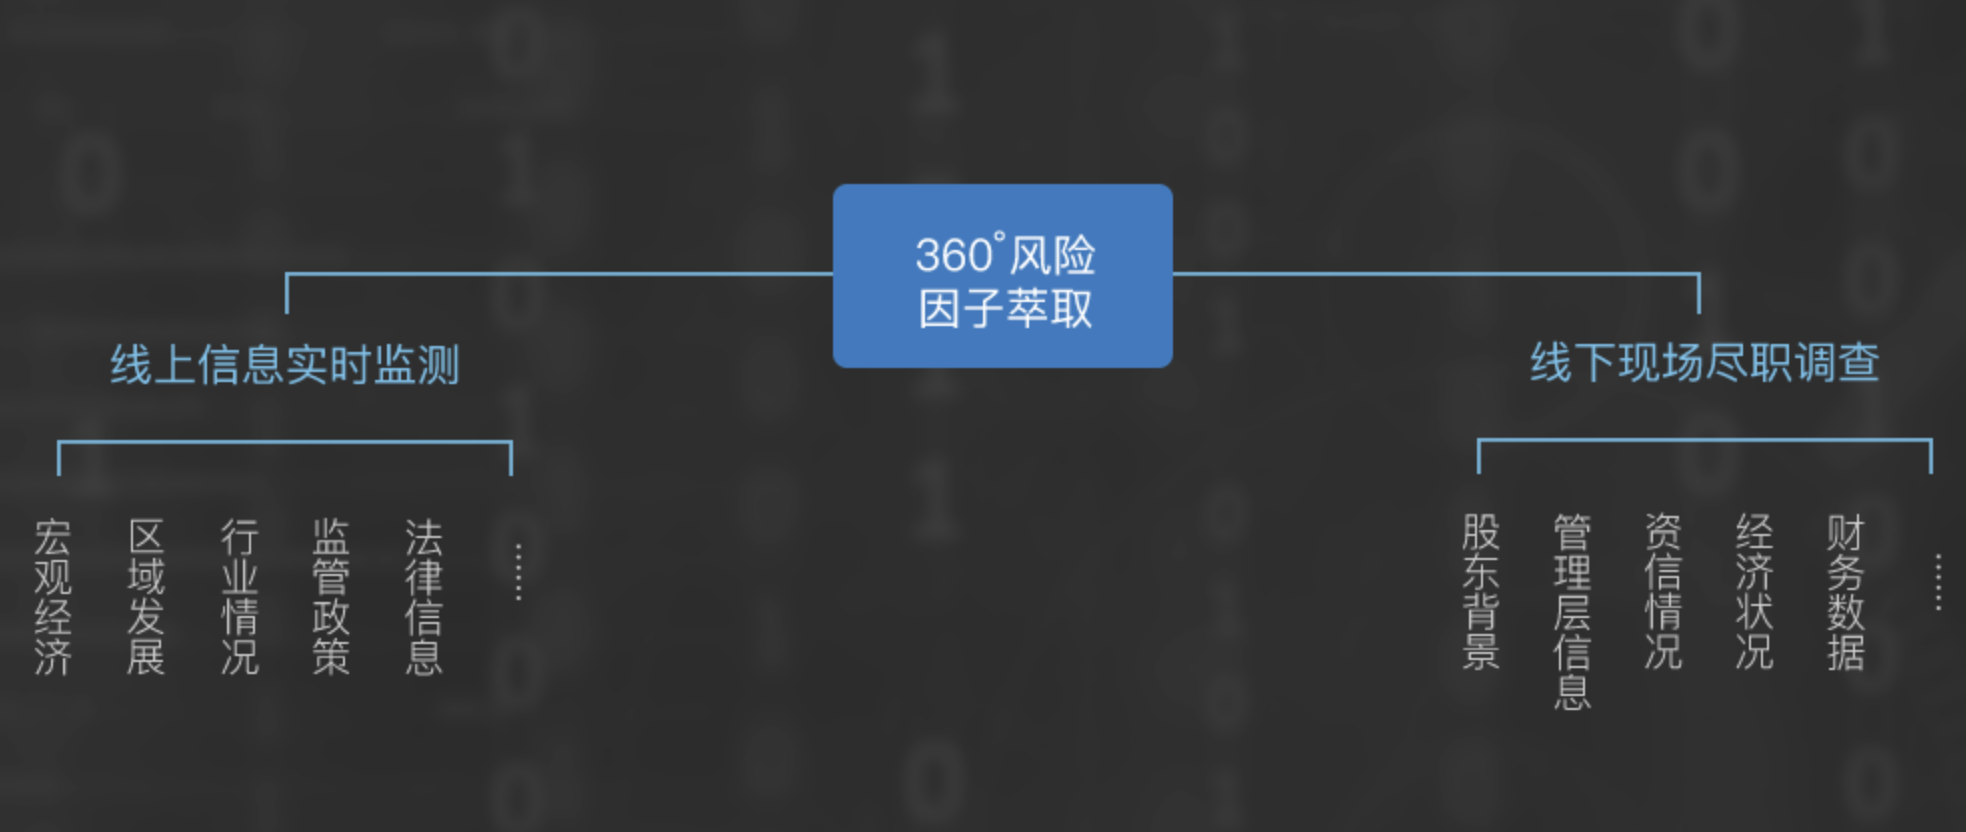 360°风险
因子萃取
线上信息实时监测
线下现场尽职调查
宏观经济
区域发展
行业情况
监管政策
法律信息
……
股东背景
管理层信息
资信情况
经济状况
财务数据
……